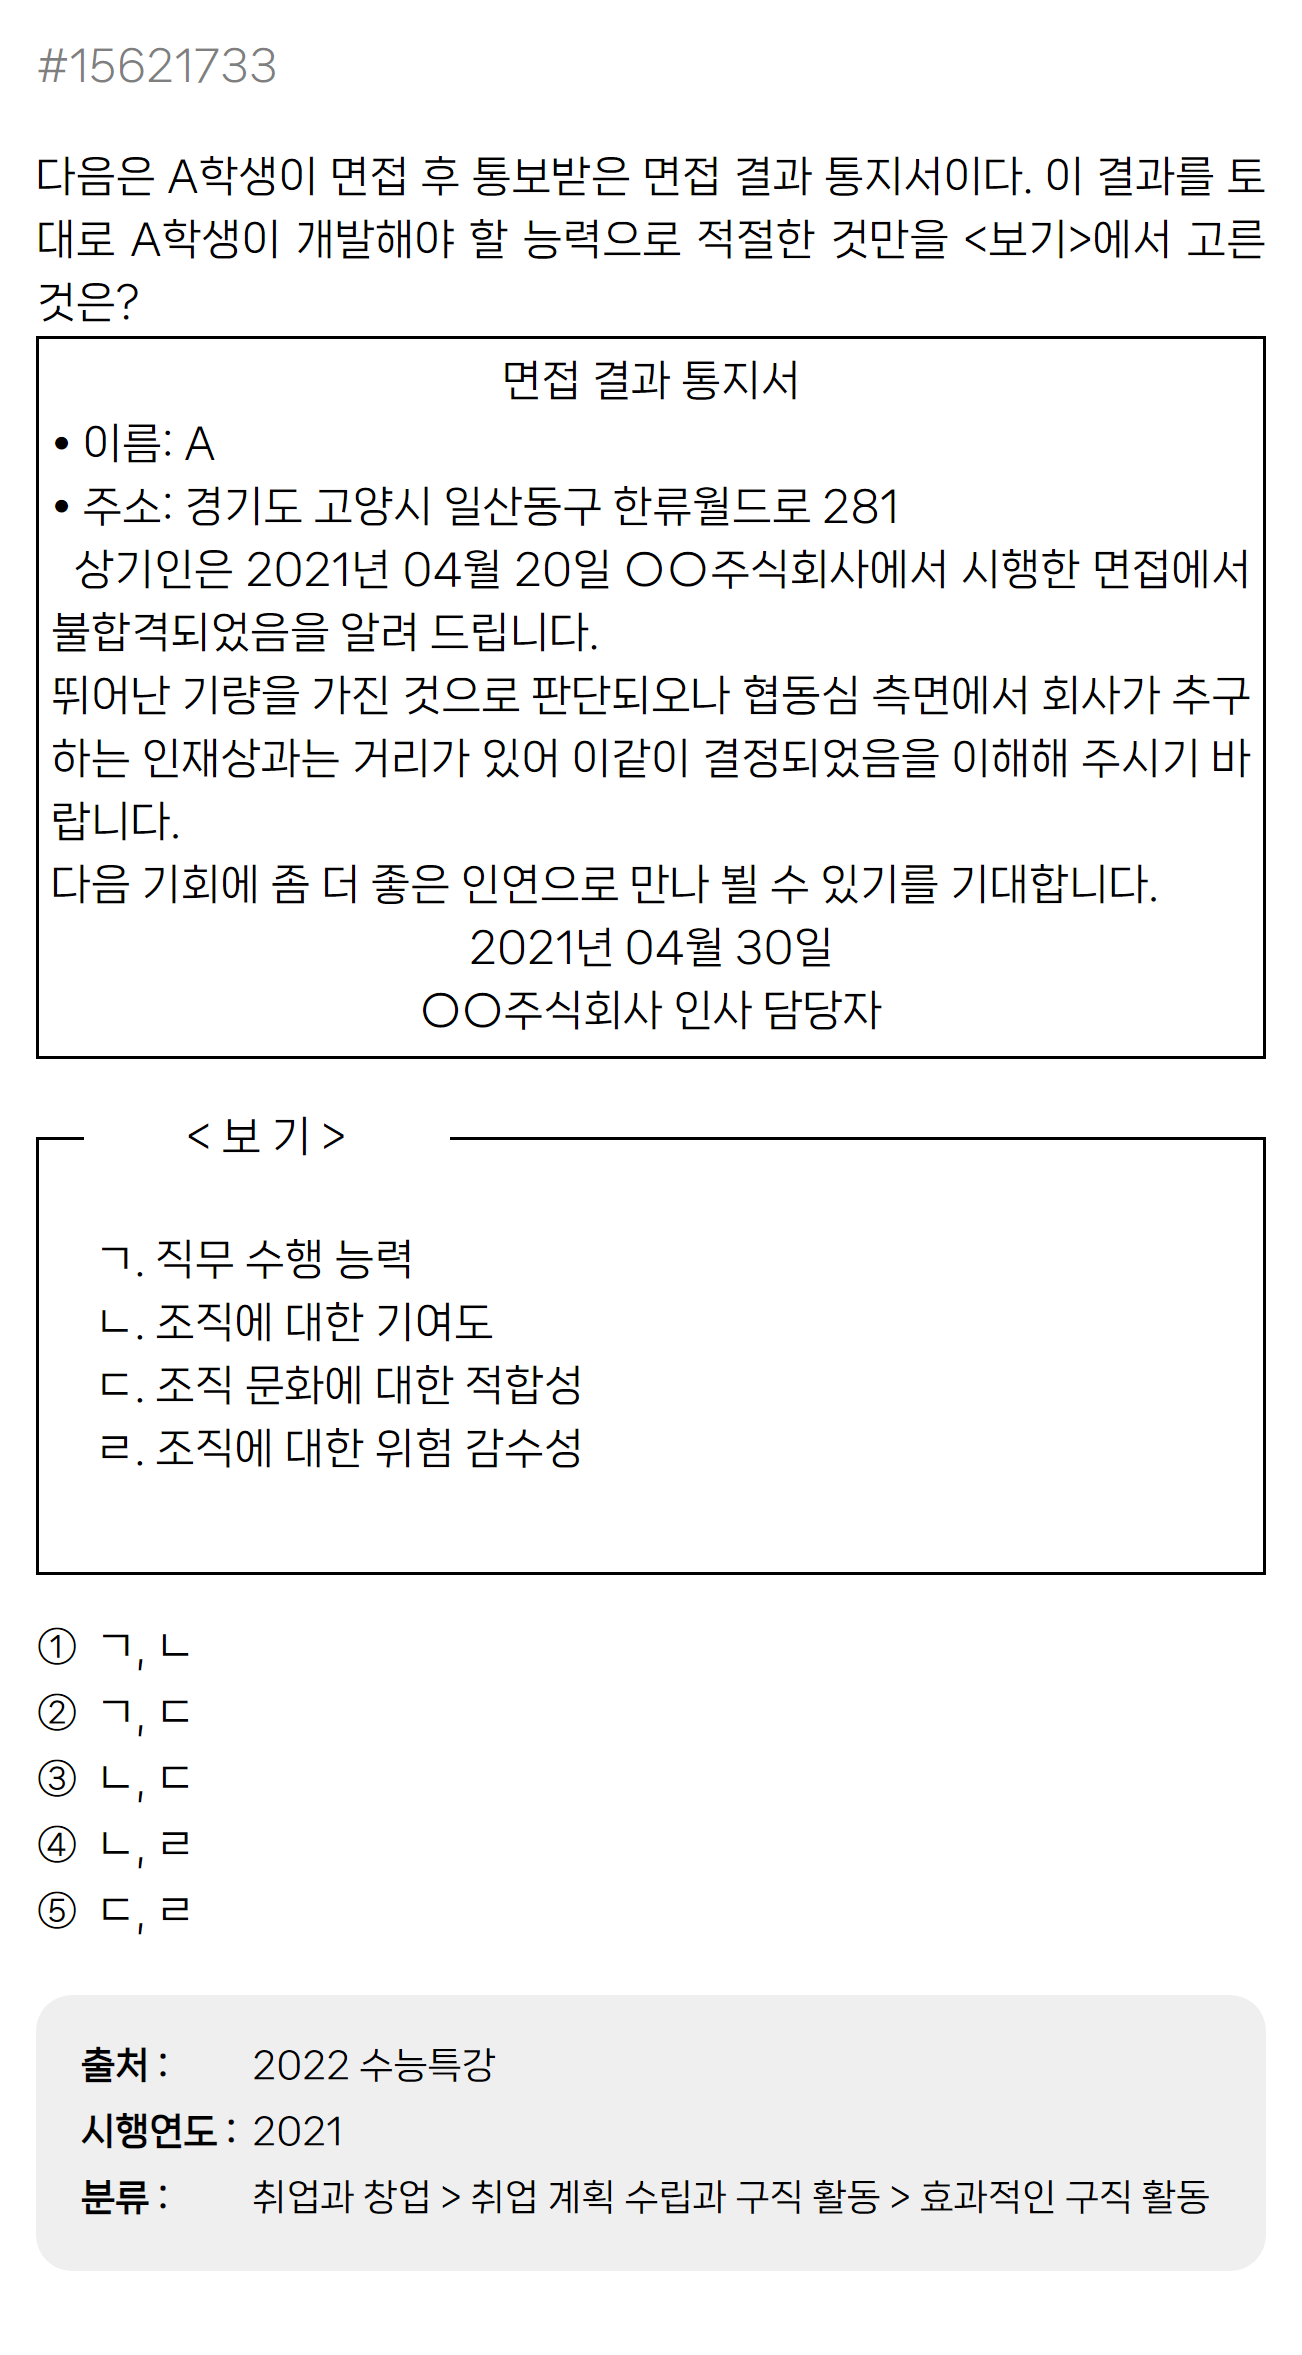 #15621733
다음은 A학생이 면접 후 통보받은 면접 결과 통지서이다. 이 결과를 토
대로 A학생이 개발해야 할 능력으로 적절한 것만을 <보기>에서 고른
것은?
면접 결과 통지서
• 이름: A
• 주소: 경기도 고양시 일산동구 한류월드로 281
상기인은 2021년 04월 20일 ○○주식회사에서 시행한 면접에서
불합격되었음을 알려 드립니다.
뛰어난 기량을 가진 것으로 판단되오나 협동심 측면에서 회사가 추구
하는 인재상과는 거리가 있어 이같이 결정되었음을 이해해 주시기 바
랍니다.
다음 기회에 좀 더 좋은 인연으로 만나 뵐 수 있기를 기대합니다.
2021년 04월 30일
○○주식회사 인사 담당자
< 보 기 >
ㄱ. 직무 수행 능력
ㄴ. 조직에 대한 기여도
ㄷ. 조직 문화에 대한 적합성
ㄹ. 조직에 대한 위험 감수성
① ㄱ, ㄴ
② ㄱ, ㄷ
③ ㄴ, ㄷ
④ ㄴ, ㄹ
⑤ ㄷ, ㄹ
출처 : 2022 수능특강
시행연도 : 2021
분류 : 취업과 창업 > 취업 계획 수립과 구직 활동 > 효과적인 구직 활동